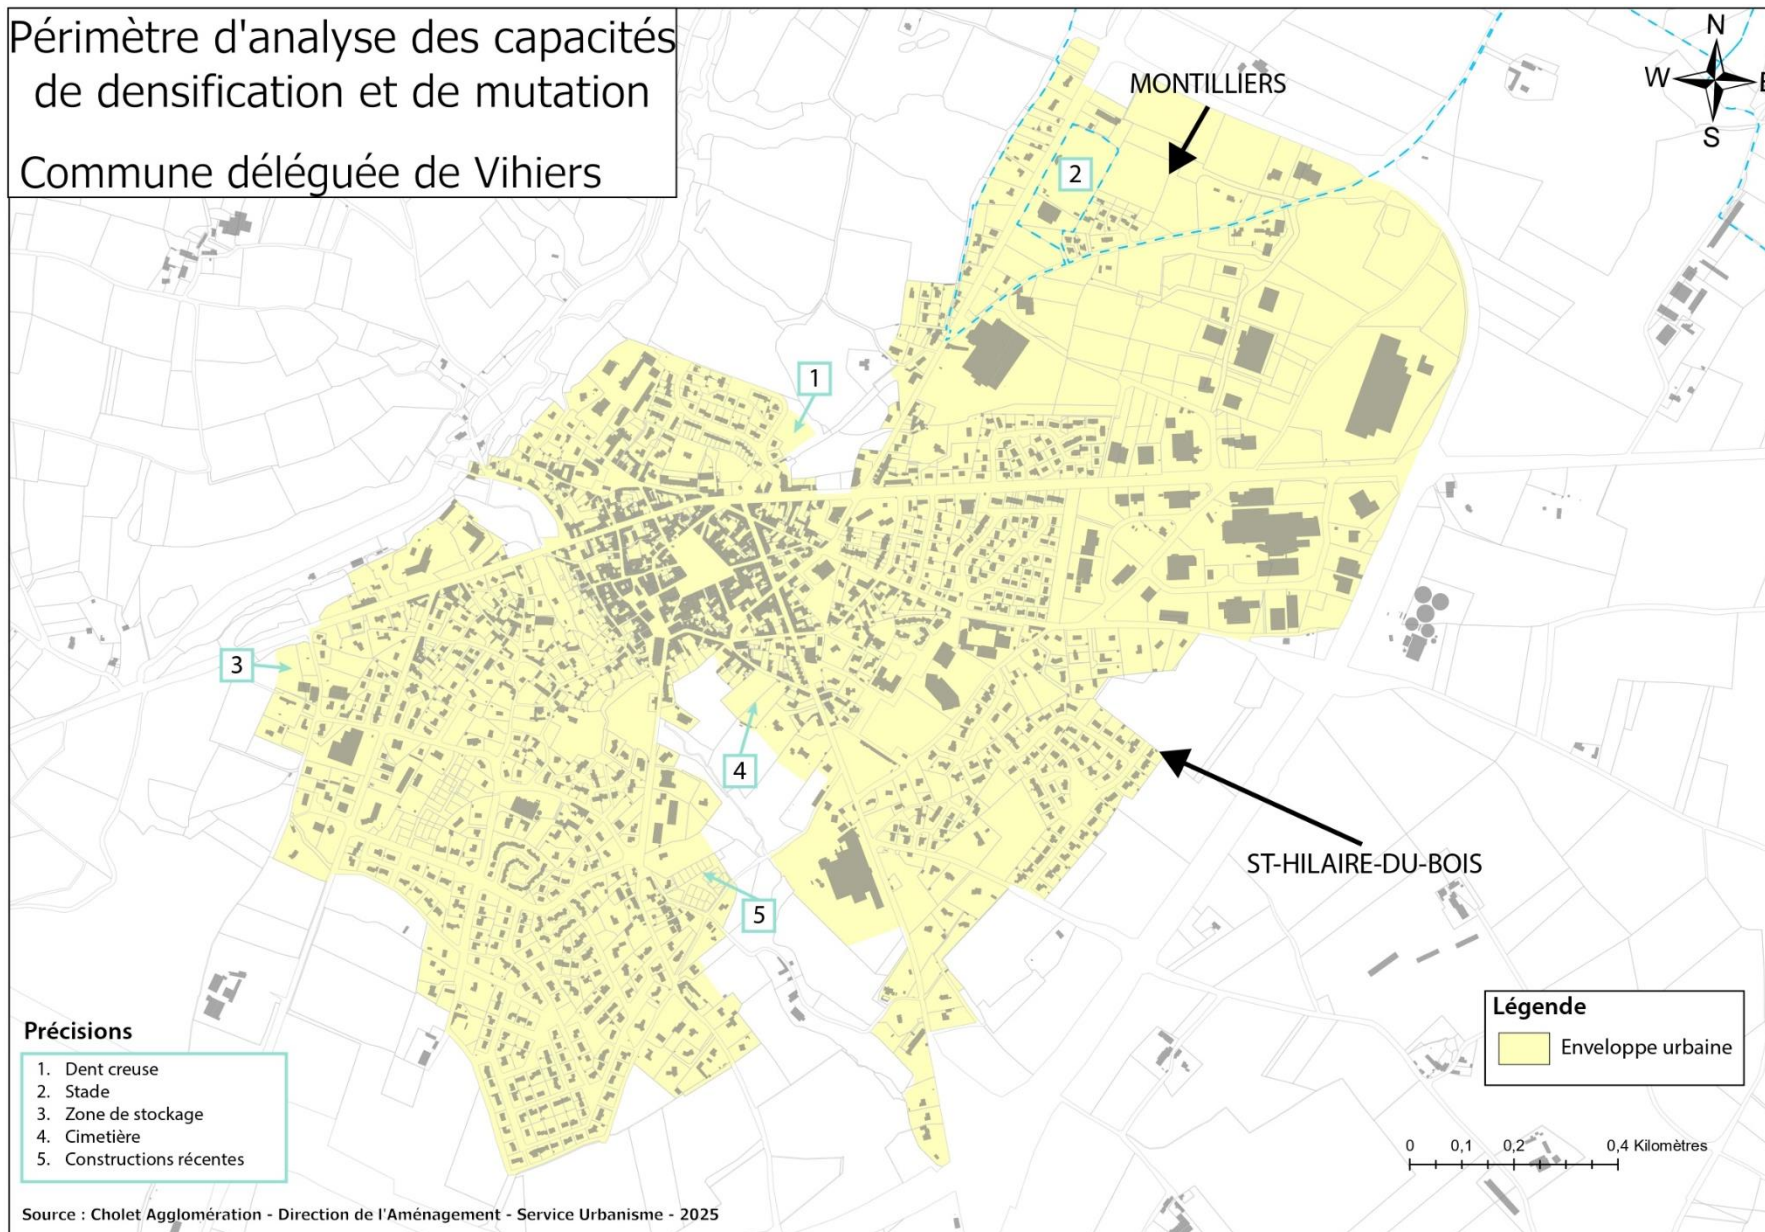 Périmètre d'analyse des capacités
de densification et de mutation
Commune déléguée de Vihiers
N
W
E
S
MONTILLIERS
2
1
3
4
5
ST-HILAIRE-DU-BOIS
Précisions
1. Dent creuse
2. Stade
3. Zone de stockage
4. Cimetière
5. Constructions récentes
Légende
Enveloppe urbaine
0 0,1 0,2 0,4 Kilomètres
Source : Cholet Agglomération - Direction de l'Aménagement - Service Urbanisme - 2025